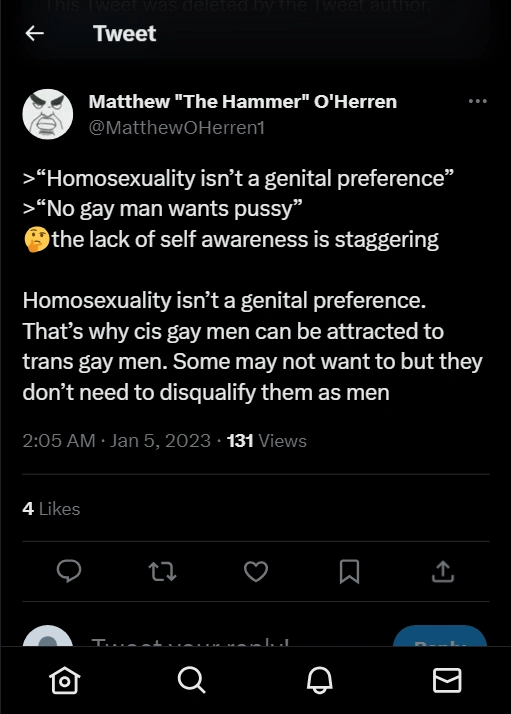 This Tweet was deleted by the Tweet author.
Tweet
Matthew "The Hammer" O'Herren
@MatthewOHerren1
>“Homosexuality isn’t a genital preference”
>“No gay man wants pussy”
🤔the lack of self awareness is staggering
Homosexuality isn’t a genital preference.
That’s why cis gay men can be attracted to
trans gay men. Some may not want to but they
don’t need to disqualify them as men
2:05 AM · Jan 5, 2023 · 131 Views
4 Likes
Tweet your reply!
Reply